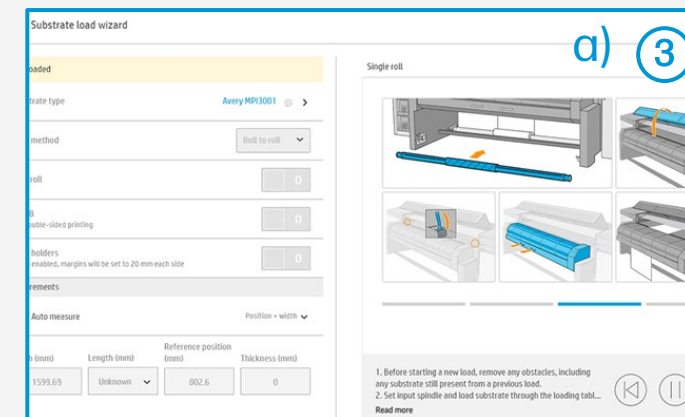 Substrate load wizard
a) 3
oaded
Single roll
trate type Avery MPI3001
method Roll to roll
roll 0
B 0
ouble-sided printing
holders 0
enabled, margins will be set to 20 mm each side
rements
Auto measure Position + width
h (mm) Length (mm) Reference position (mm) Thickness (mm)
1599.69 Unknown 802.6 0
1. Before starting a new load, remove any obstacles, including
any substrate still present from a previous load.
2. Set input spindle and load substrate through the loading tabl...
Read more